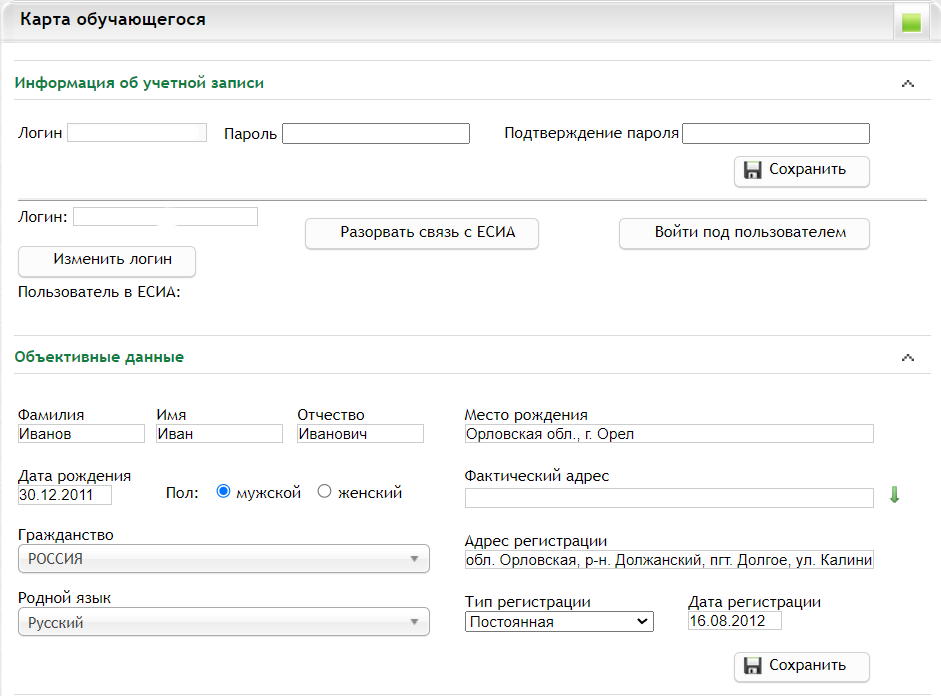 Карта обучающегося
Информация об учетной записи
Логин Пароль Подтверждение пароля
Сохранить
Логин:
Разорвать связь с ЕСИА Войти под пользователем
Изменить логин
Пользователь в ЕСИА:
Объективные данные
Фамилия Имя Отчество Место рождения
Иванов Иван Иванович Орловская обл., г. Орел
Дата рождения Фактический адрес
30.12.2011 Пол: мужской женский
Гражданство Адрес регистрации
РОССИЯ обл. Орловская, р-н. Должанский, пгт. Долгое, ул. Калини
Родной язык Тип регистрации Дата регистрации
Русский Постоянная 16.08.2012
Сохранить